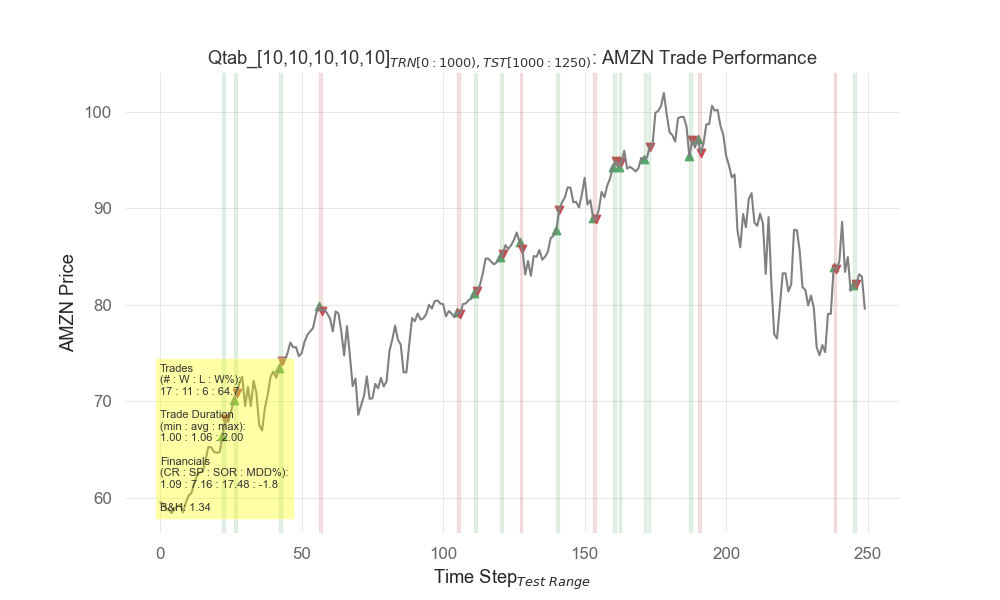 Qtab_[10,10,10,10,10]TRN[0 : 1000), TST[1000 : 1250): AMZN Trade Performance
AMZN Price
100
90
80
70
60
Trades
(# : W : L : W%):
17 : 11 : 6 : 64.7
Trade Duration
(min : avg : max):
1.00 : 1.06 : 2.00
Financials
(CR : SP : SOR : MDD%):
1.09 : 7.16 : 17.48 : -1.8
B&H: 1.34
0 50 100 150 200 250
Time StepTest Range